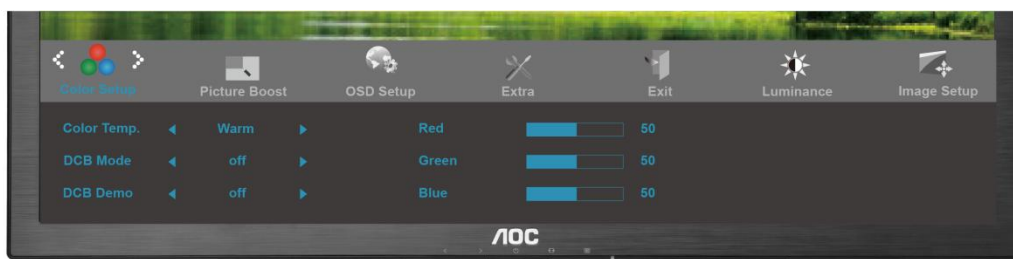 Color Setup Picture Boost OSD Setup Extra Exit Luminance Image Setup
Color Temp. Warm Red 50
DCB Mode off Green 50
DCB Demo off Blue 50
AOC